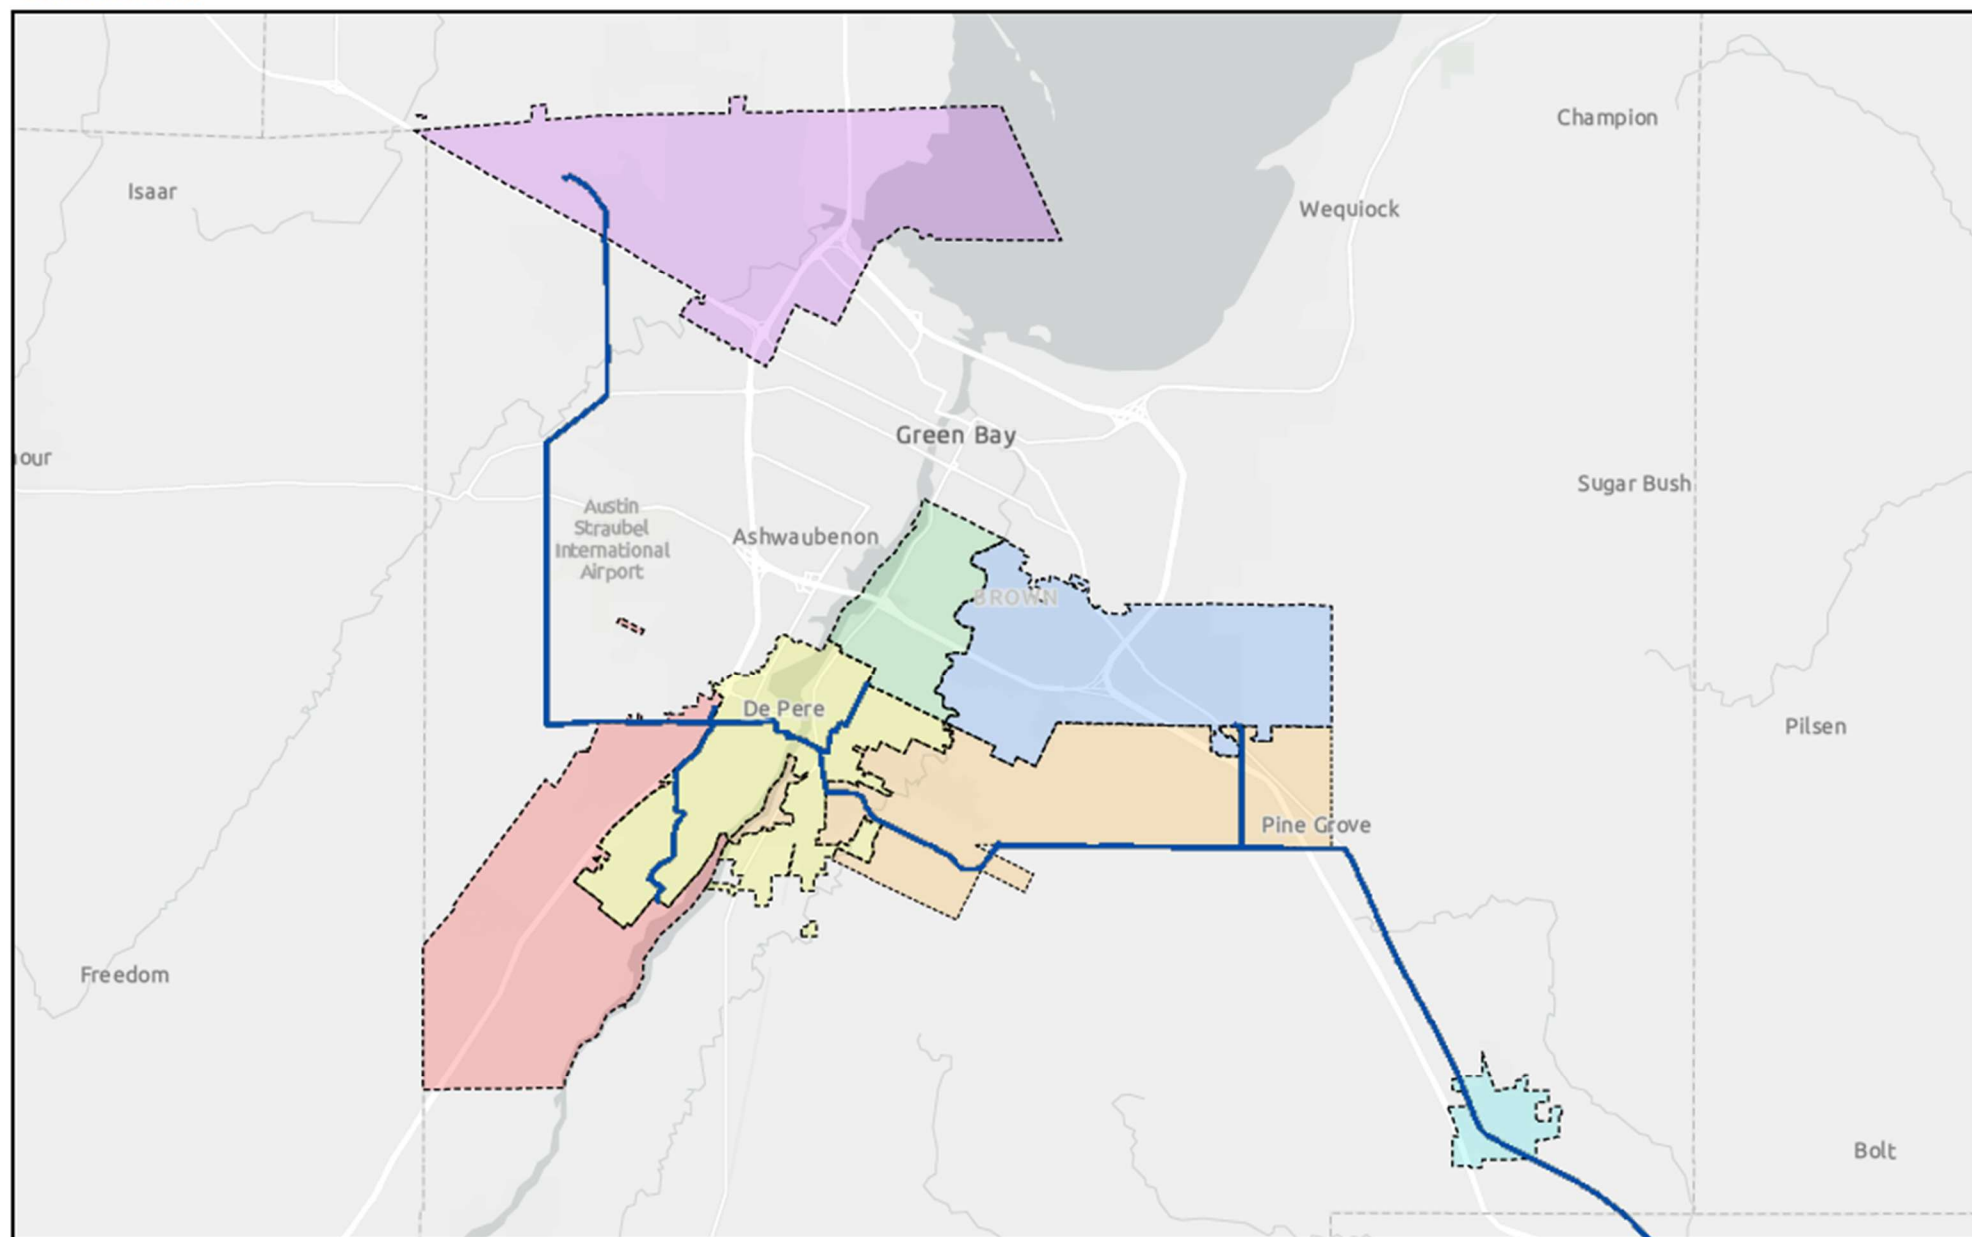 Champion
Isaar
Wequiock
Green Bay
our
Sugar Bush
Austin
Straubel
International
Airport
Ashwaubenon
BROWN
De Pere
Pilsen
Pine Grove
Freedom
Bolt